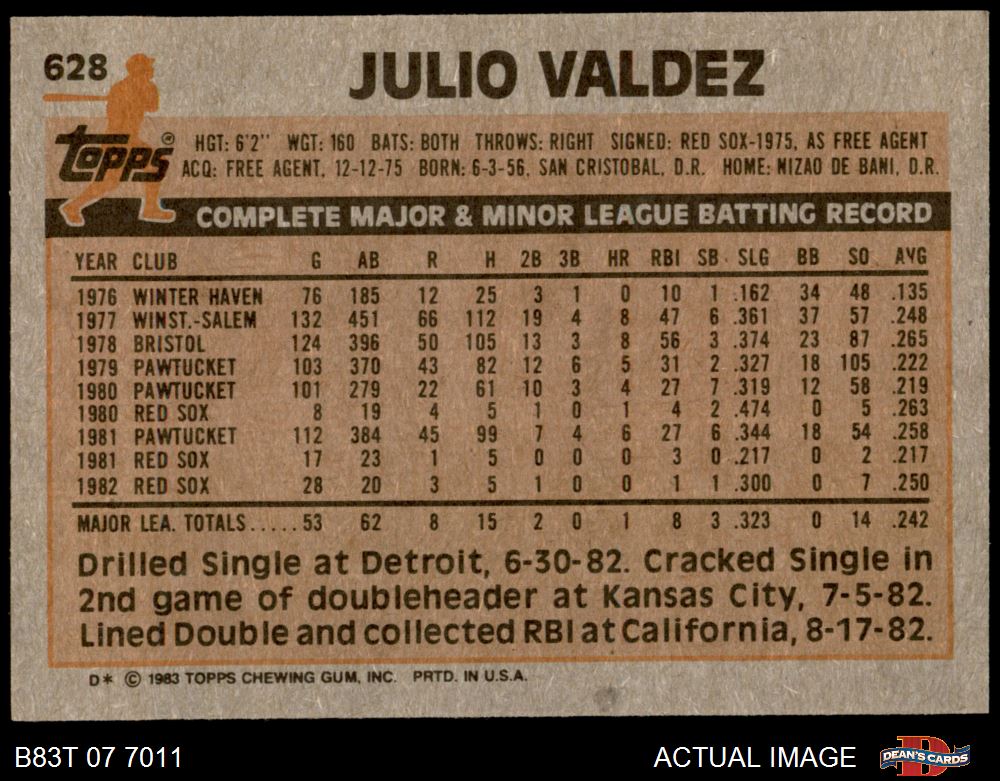 628
JULIO VALDEZ
topps®
HGT: 6'2" WGT: 160 BATS: BOTH THROWS: RIGHT SIGNED: RED SOX-1975, AS FREE AGENT
ACQ: FREE AGENT, 12-12-75 BORN: 6-3-56, SAN CRISTOBAL, D.R. HOME: NIZAO DE BANI, D.R.
COMPLETE MAJOR & MINOR LEAGUE BATTING RECORD
YEAR CLUB G AB R H 2B 3B HR RBI SB SLG BB SO AVG
1976 WINTER HAVEN 76 185 12 25 3 1 0 10 1 .162 34 48 .135
1977 WINST.-SALEM 132 451 66 112 19 4 8 47 6 .361 37 57 .248
1978 BRISTOL 124 396 50 105 13 3 8 56 3 .374 23 87 .265
1979 PAWTUCKET 103 370 43 82 12 6 5 31 2 .327 18 105 .222
1980 PAWTUCKET 101 279 22 61 10 3 4 27 7 .319 12 58 .219
1980 RED SOX 8 19 4 5 1 0 1 4 2 .474 0 5 .263
1981 PAWTUCKET 112 384 45 99 7 4 6 27 6 .344 18 54 .258
1981 RED SOX 17 23 1 5 0 0 0 3 0 .217 0 2 .217
1982 RED SOX 28 20 3 5 1 0 0 1 1 .300 0 7 .250
MAJOR LEA. TOTALS.....53 62 8 15 2 0 1 8 3 .323 0 14 .242
Drilled Single at Detroit, 6-30-82. Cracked Single in
2nd game of doubleheader at Kansas City, 7-5-82.
Lined Double and collected RBI at California, 8-17-82.
D* © 1983 TOPPS CHEWING GUM, INC. PRTD. IN U.S.A.
B83T 07 7011
ACTUAL IMAGE
D
DEAN'S CARDS